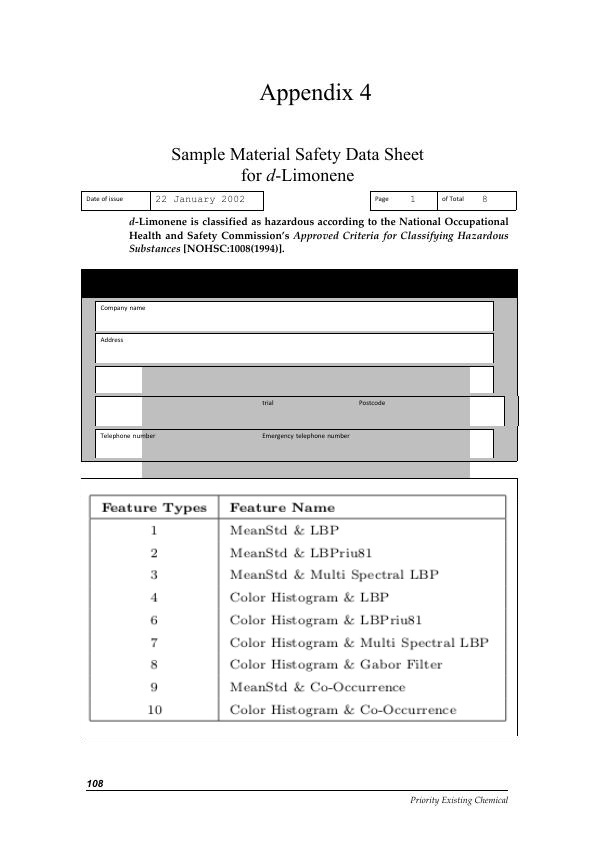 Appendix 4
Sample Material Safety Data Sheet
for d-Limonene
Date of issue 22 January 2002 Page 1 of Total 8
d-Limonene is classified as hazardous according to the National Occupational
Health and Safety Commission's Approved Criteria for Classifying Hazardous
Substances [NOHSC:1008(1994)].
Company name
Address
trial Postcode
Telephone number Emergency telephone number
Feature Types Feature Name
1 MeanStd & LBP
2 MeanStd & LBPriu81
3 MeanStd & Multi Spectral LBP
4 Color Histogram & LBP
6 Color Histogram & LBPriu81
7 Color Histogram & Multi Spectral LBP
8 Color Histogram & Gabor Filter
9 MeanStd & Co-Occurrence
10 Color Histogram & Co-Occurrence
108
Priority Existing Chemical